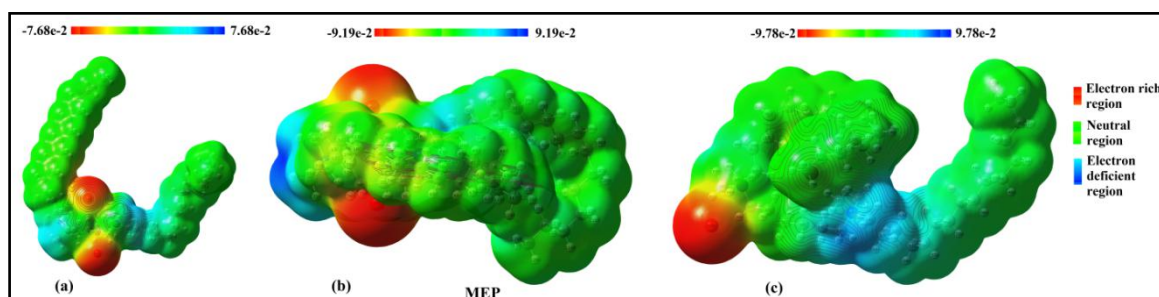 -7.68e-2 7.68e-2
-9.19e-2 9.19e-2
-9.78e-2 9.78e-2
Electron rich
region
Neutral
region
Electron
deficient
region
(a)
(b)
MEP
(c)